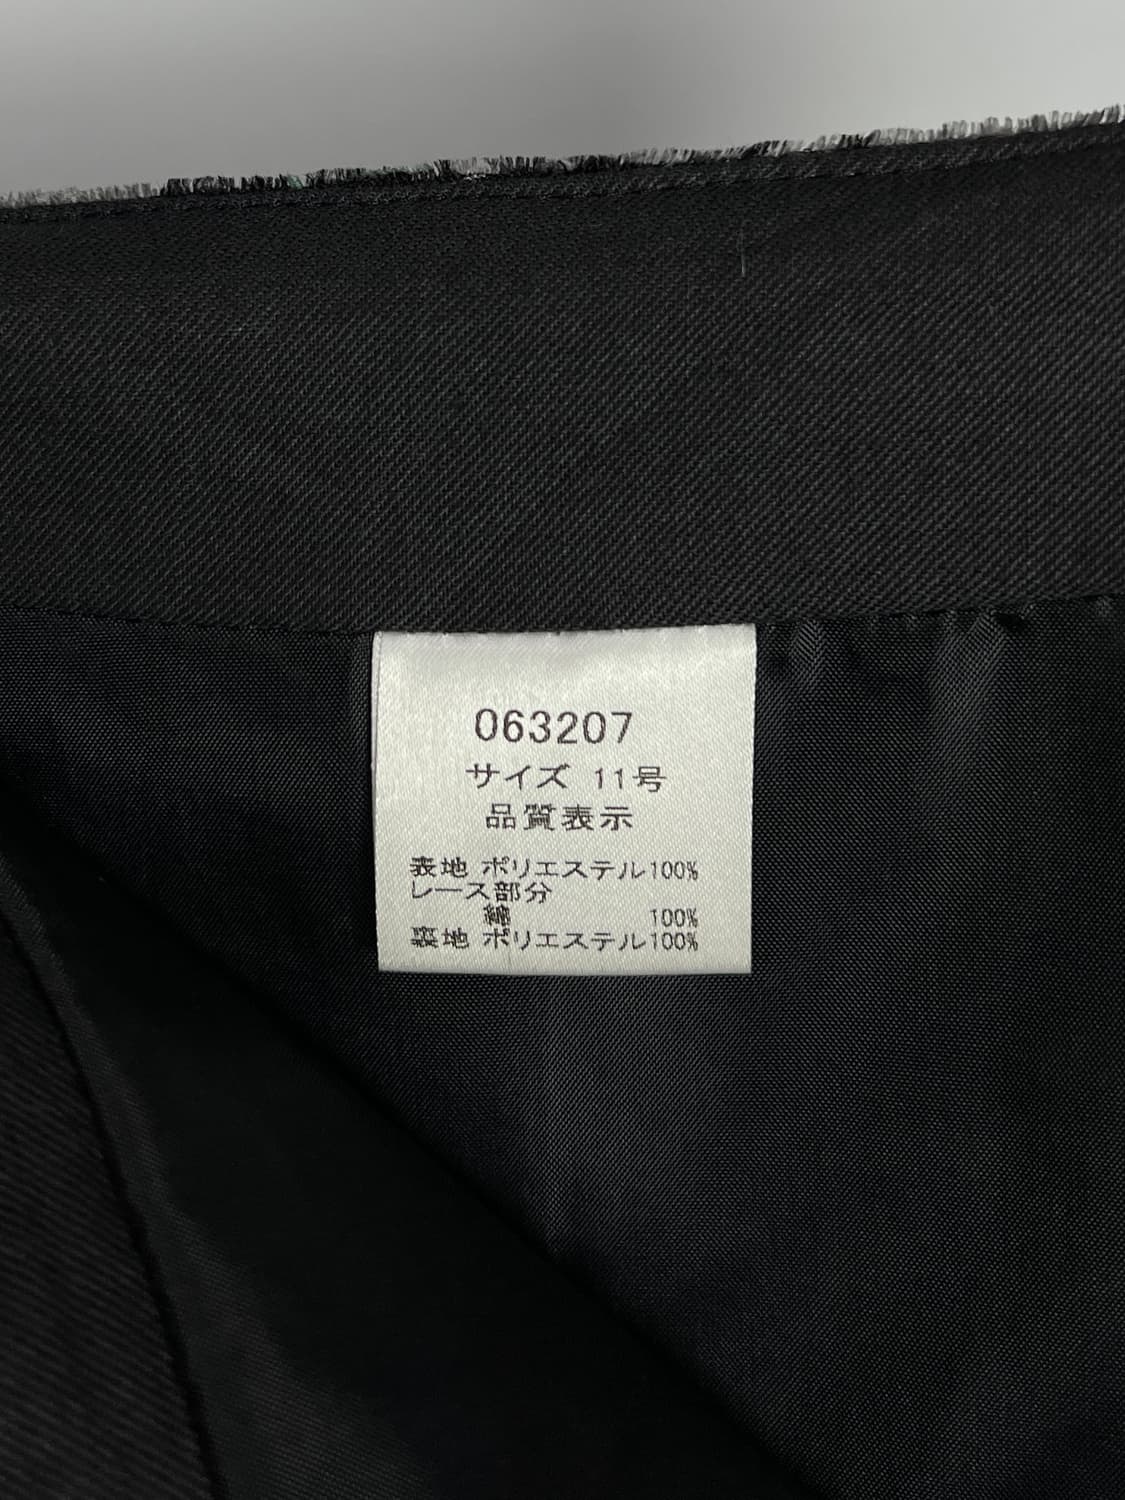 063207
サイズ 11号
品質表示
表地 ポリエステル100%
レース部分
綿 100%
裏地 ポリエステル100%